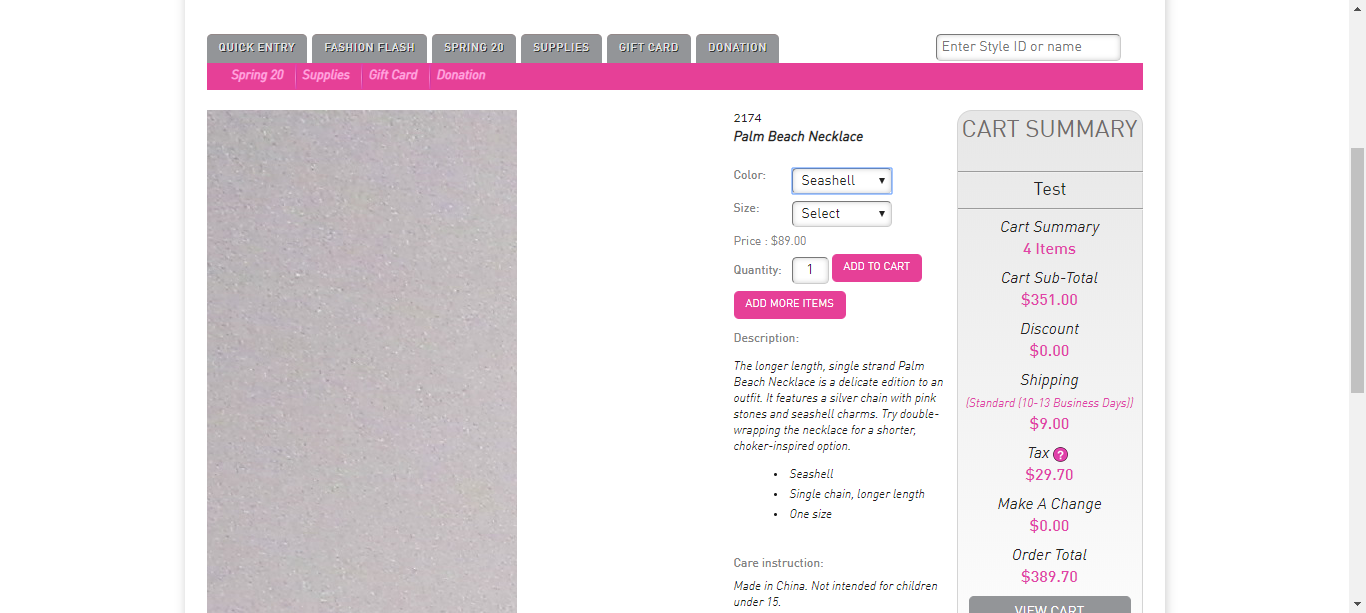 QUICK ENTRY
FASHION FLASH
SPRING 20
SUPPLIES
GIFT CARD
DONATION
Enter Style ID or name
Spring 20
Supplies
Gift Card
Donation
2174
Palm Beach Necklace
Color:
Seashell
Size:
Select
Price : $89.00
Quantity:
1
ADD TO CART
ADD MORE ITEMS
Description:
The longer length, single strand Palm
Beach Necklace is a delicate edition to an
outfit. It features a silver chain with pink
stones and seashell charms. Try double-
wrapping the necklace for a shorter,
choker-inspired option.
• Seashell
• Single chain, longer length
• One size
Care instruction:
Made in China. Not intended for children
under 15.
CART SUMMARY
Test
Cart Summary
4 Items
Cart Sub-Total
$351.00
Discount
$0.00
Shipping
(Standard (10-13 Business Days))
$9.00
Tax ?
$29.70
Make A Change
$0.00
Order Total
$389.70
VIEW CART